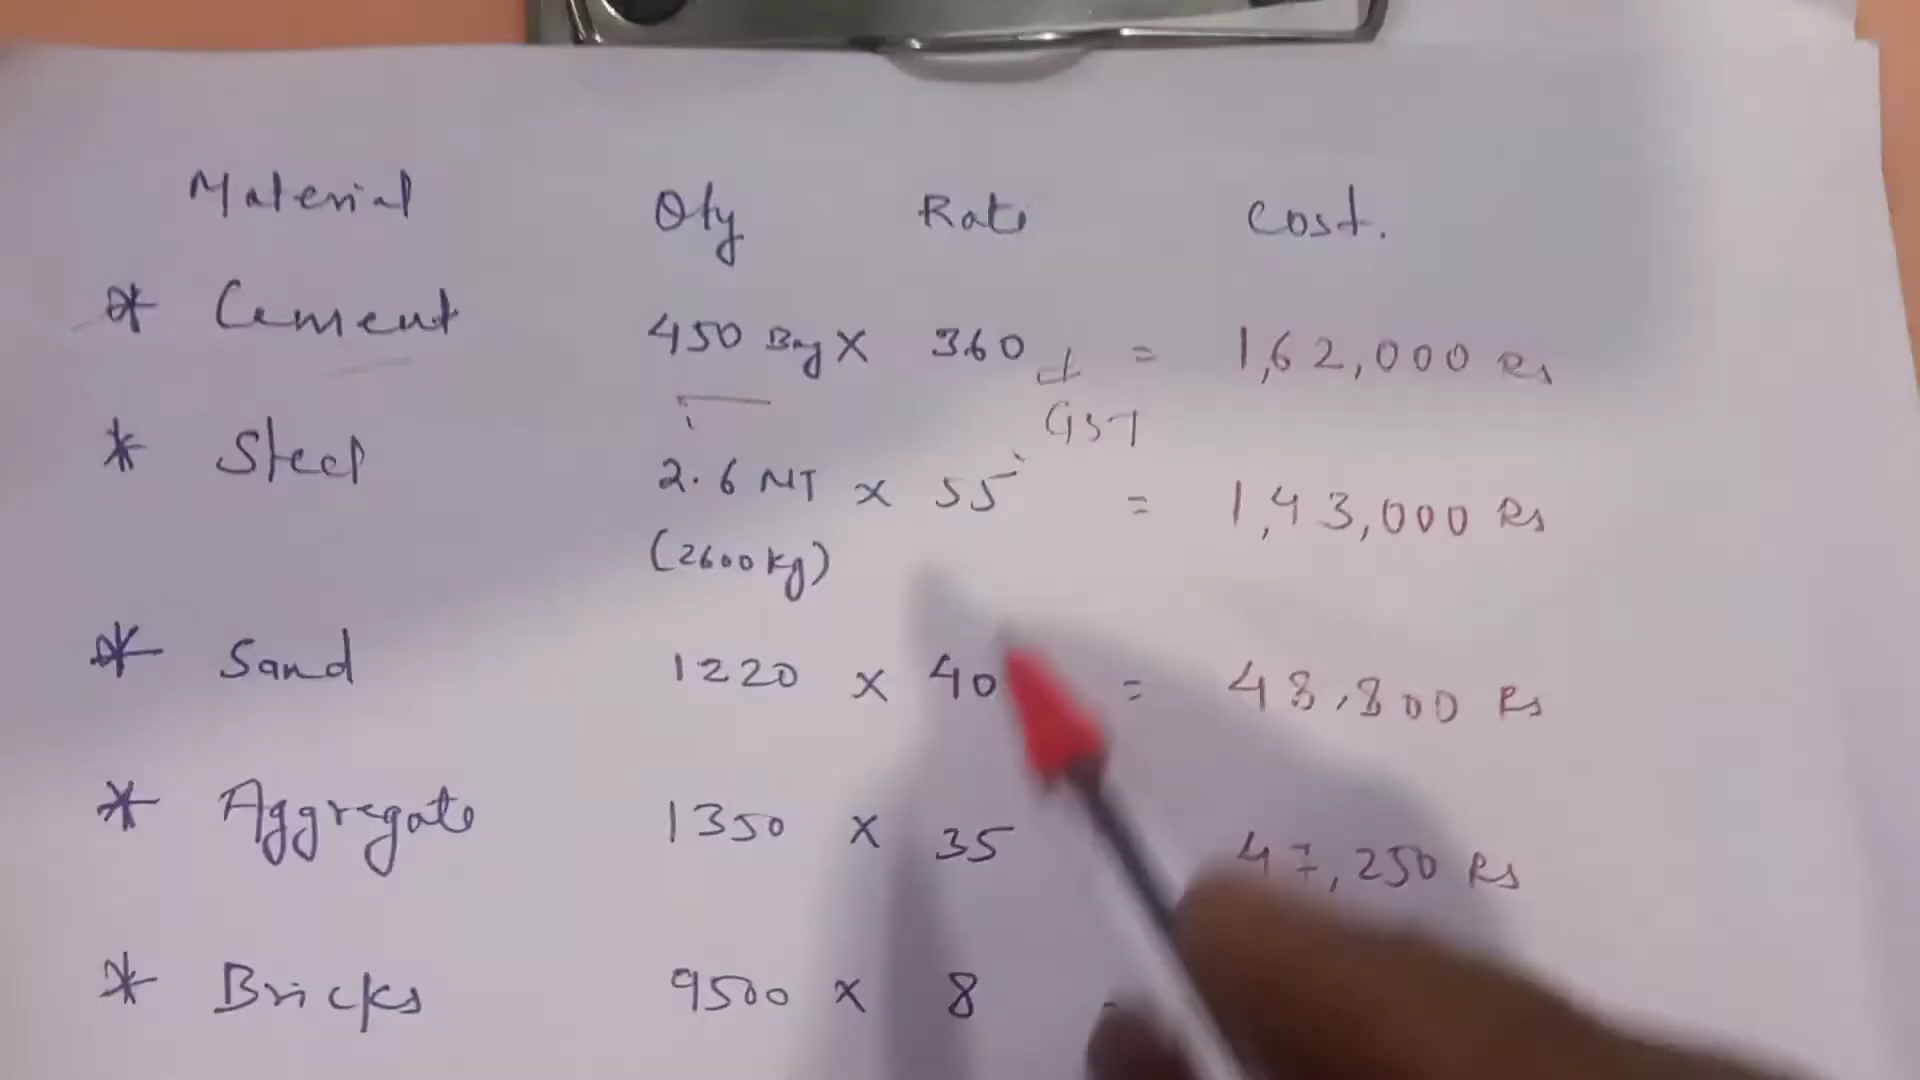 Material Qty Rate Cost.
* Cement 450 Bag X 360 + = 1,62,000 Rs
GST
* Steel 2.6 MT x 55 = 1,43,000 Rs
(2600 kg)
* Sand 1220 x 40 = 48,800 Rs
* Aggregate 1350 x 35 47,250 Rs
* Bricks 9500 x 8